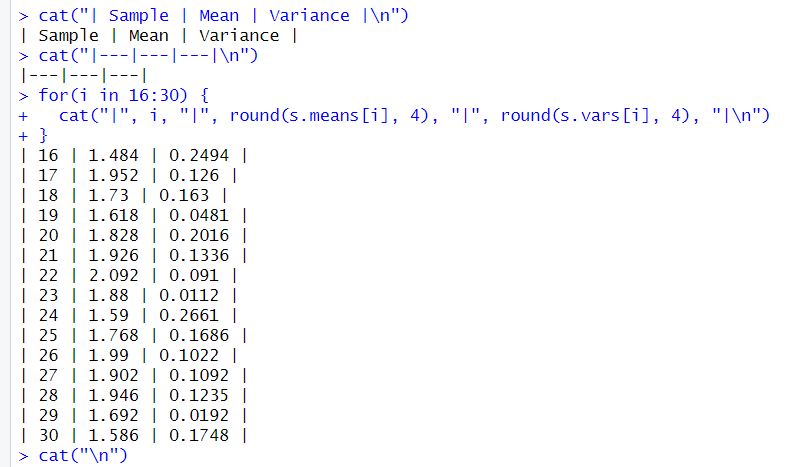 > cat("| Sample | Mean | Variance |\n")
| Sample | Mean | Variance |
> cat("|---|---|---|\n")
|---|---|---|
> for(i in 16:30) {
+   cat("|", i, "|", round(s.means[i], 4), "|", round(s.vars[i], 4), "|\n")
+ }
| 16 | 1.484 | 0.2494 |
| 17 | 1.952 | 0.126 |
| 18 | 1.73 | 0.163 |
| 19 | 1.618 | 0.0481 |
| 20 | 1.828 | 0.2016 |
| 21 | 1.926 | 0.1336 |
| 22 | 2.092 | 0.091 |
| 23 | 1.88 | 0.0112 |
| 24 | 1.59 | 0.2661 |
| 25 | 1.768 | 0.1686 |
| 26 | 1.99 | 0.1022 |
| 27 | 1.902 | 0.1092 |
| 28 | 1.946 | 0.1235 |
| 29 | 1.692 | 0.0192 |
| 30 | 1.586 | 0.1748 |
> cat("\n")